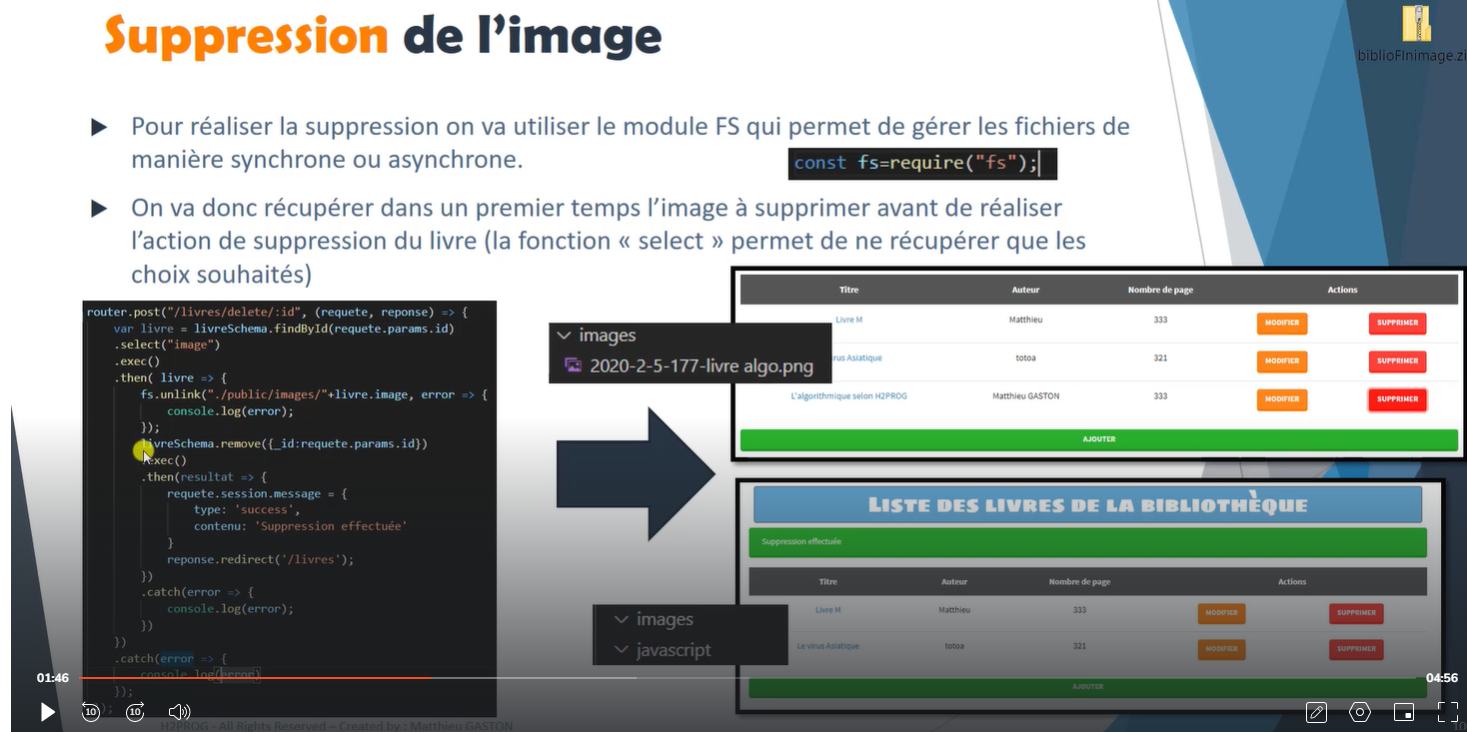 Suppression de l'image
biblioFInimage.zi
Pour réaliser la suppression on va utiliser le module FS qui permet de gérer les fichiers de
manière synchrone ou asynchrone.
const fs=require("fs");
On va donc récupérer dans un premier temps l'image à supprimer avant de réaliser
l'action de suppression du livre (la fonction « select » permet de ne récupérer que les
choix souhaités)
router.post("/livres/delete/:id", (requete, reponse) => {
var livre = livreSchema.findById(requete.params.id)
.select("image")
.exec()
.then( livre => {
fs.unlink("./public/images/"+livre.image, error => {
console.log(error);
});
livreSchema.remove({_id:requete.params.id})
.exec()
.then(resultat => {
requete.session.message = {
type: 'success',
contenu: 'Suppression effectuée'
}
reponse.redirect('/livres');
})
.catch(error => {
console.log(error);
})
})
.catch(error => {
console.log(error)
});
});
images
2020-2-5-177-livre algo.png
Titre Auteur Nombre de page Actions
Livre M Matthieu 333 MODIFIER SUPPRIMER
rus Asiatique totoa 321 MODIFIER SUPPRIMER
L'algorithmique selon H2PROG Matthieu GASTON 333 MODIFIER SUPPRIMER
AJOUTER
LISTE DES LIVRES DE LA BIBLIOTHÈQUE
Suppression effectuée
Titre Auteur Nombre de page Actions
Livre M Matthieu 333 MODIFIER SUPPRIMER
Le virus Asiatique totoa 321 MODIFIER SUPPRIMER
AJOUTER
images
javascript
01:46
04:56
10
10
H2PROG - All Rights Reserved – Created by : Matthieu GASTON
10